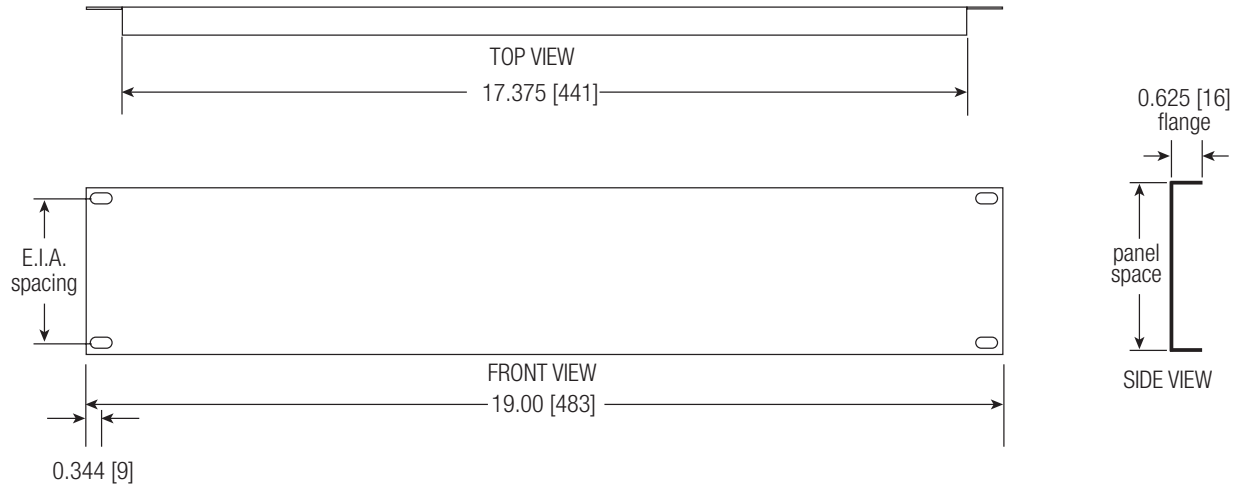 TOP VIEW
17.375 [441]
0.625 [16]
flange
E.I.A.
spacing
panel
space
FRONT VIEW
19.00 [483]
SIDE VIEW
0.344 [9]